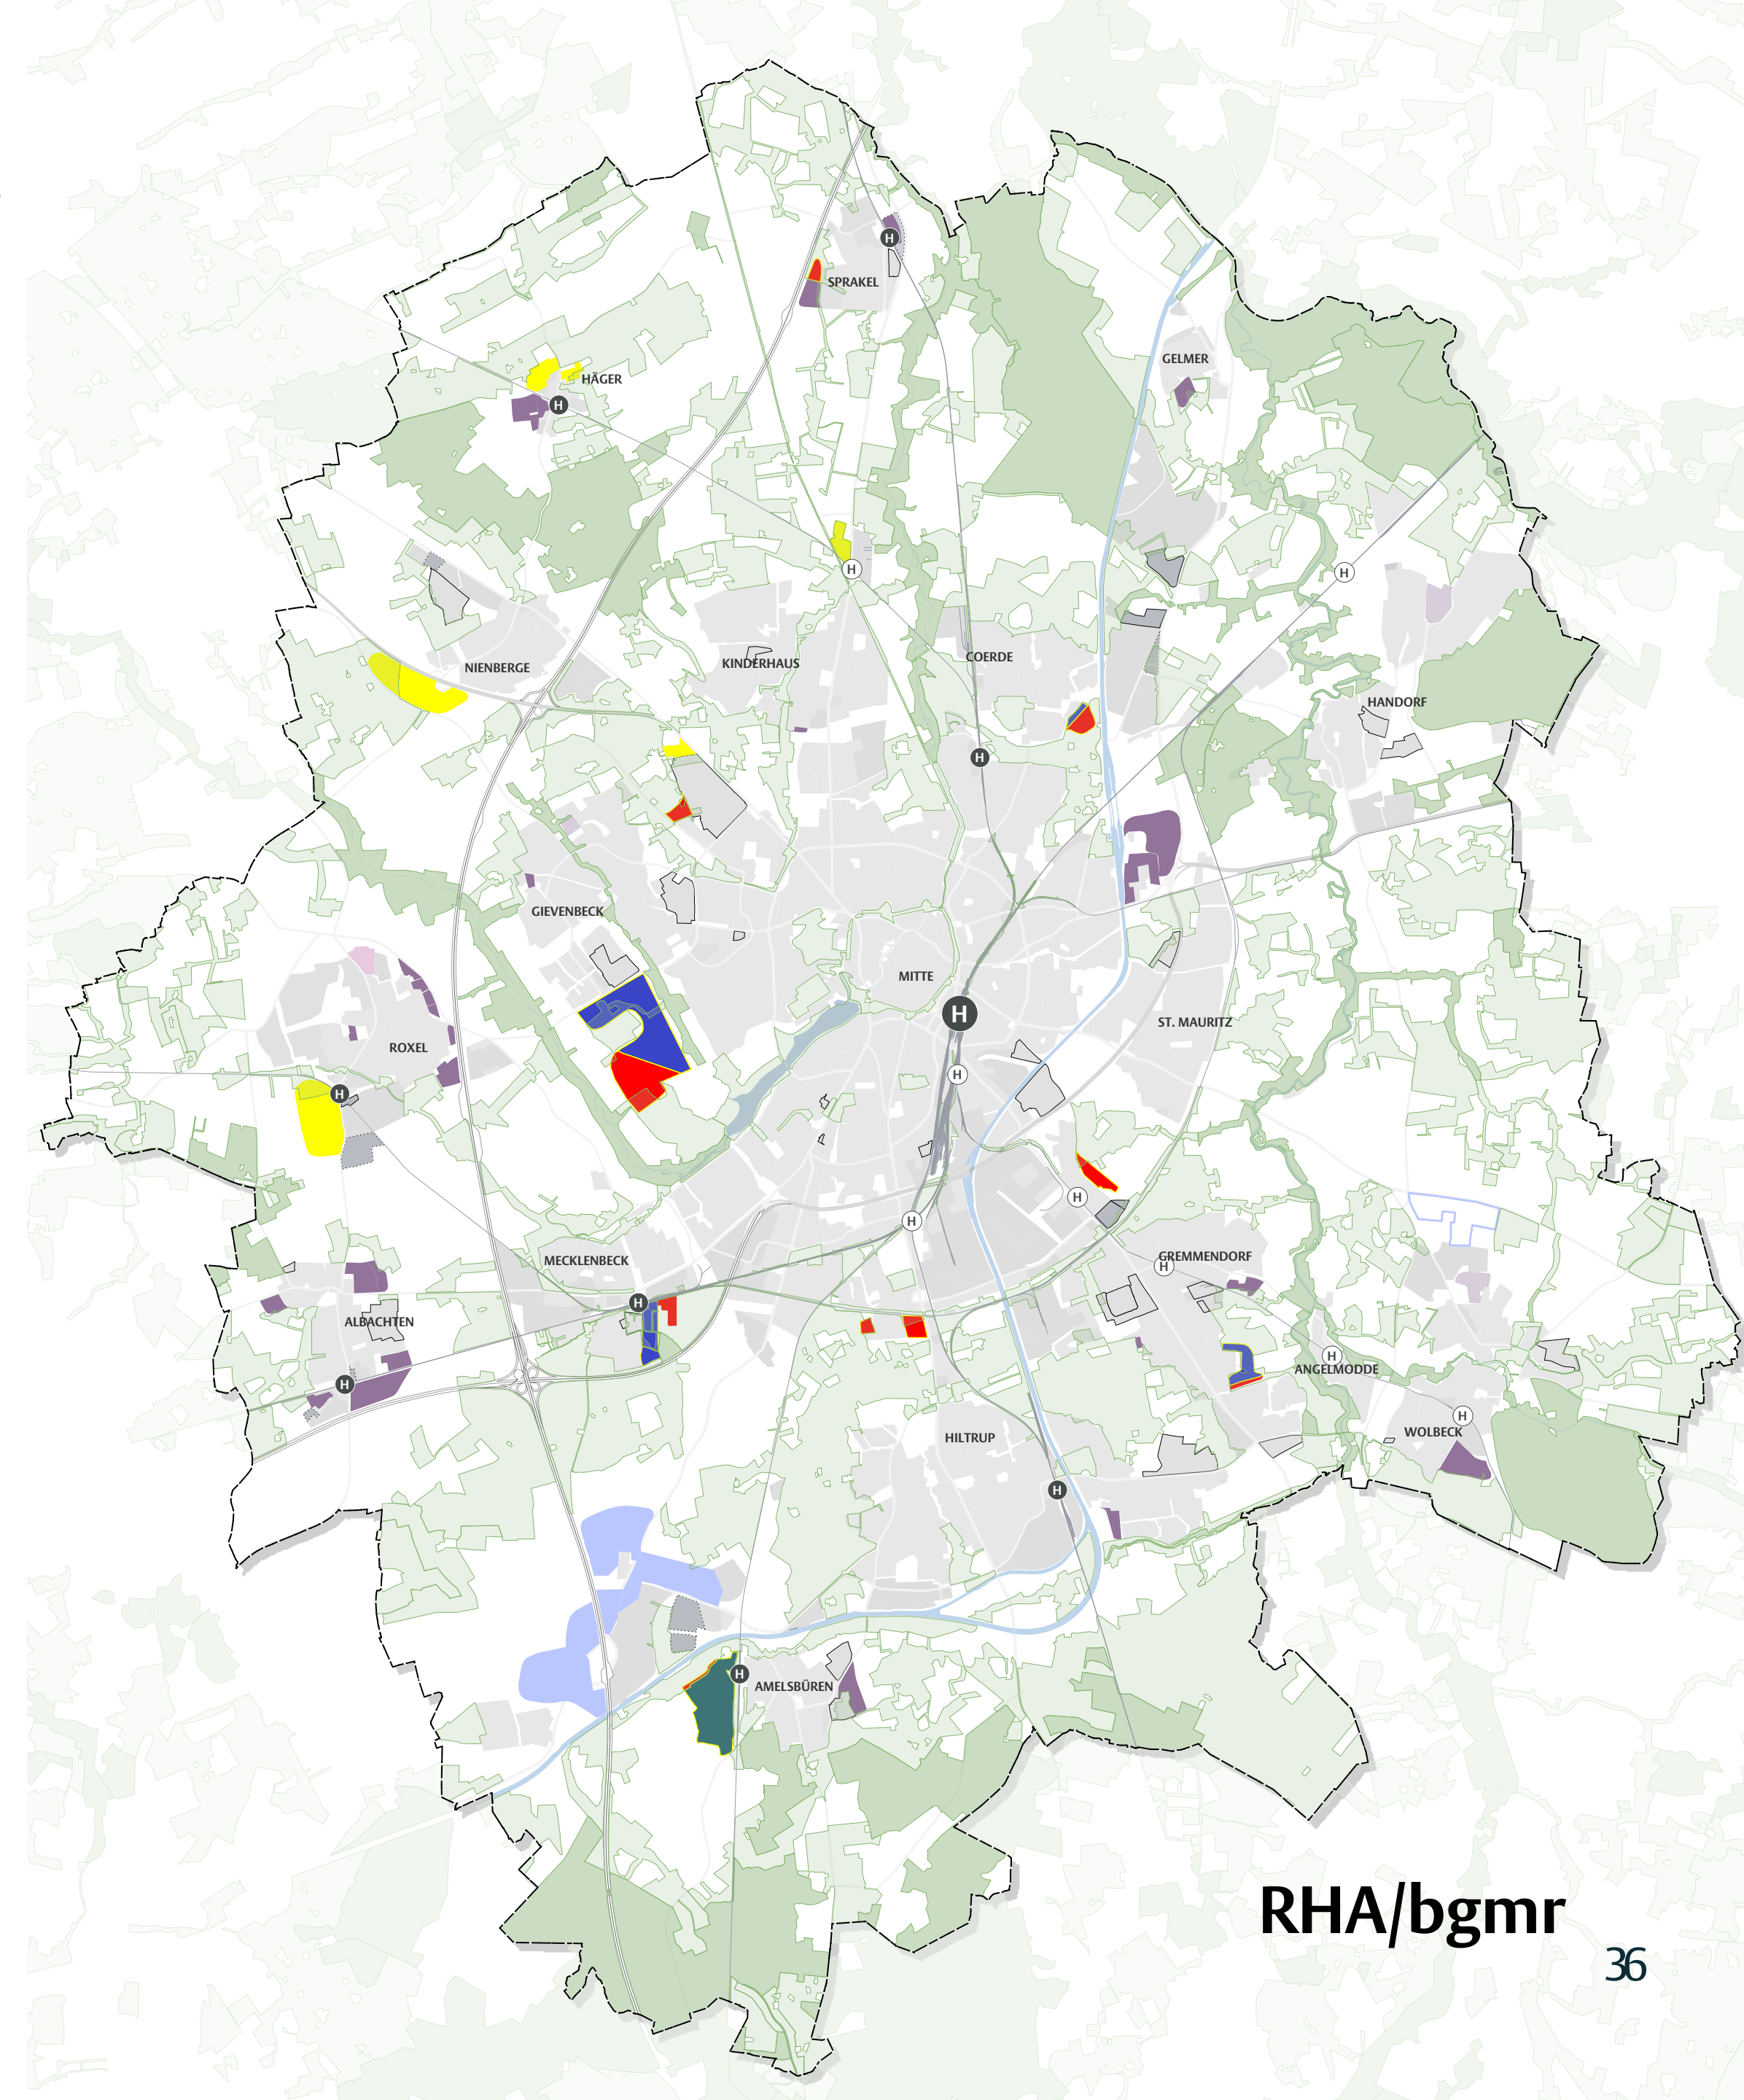 H
SPRAKEL
GELMER
HÄGER
H
H
H
NIENBERGE
KINDERHAUS
COERDE
HANDORF
H
GIEVENBECK
MITTE
H
ST. MAURITZ
ROXEL
H
H
H
H
MECKLENBECK
GREMMENDORF
H
H
ALBACHTEN
H
ANGELMODDE
H
H
WOLBECK
HILTRUP
H
H
AMELSBÜREN
RHA/bgmr
36